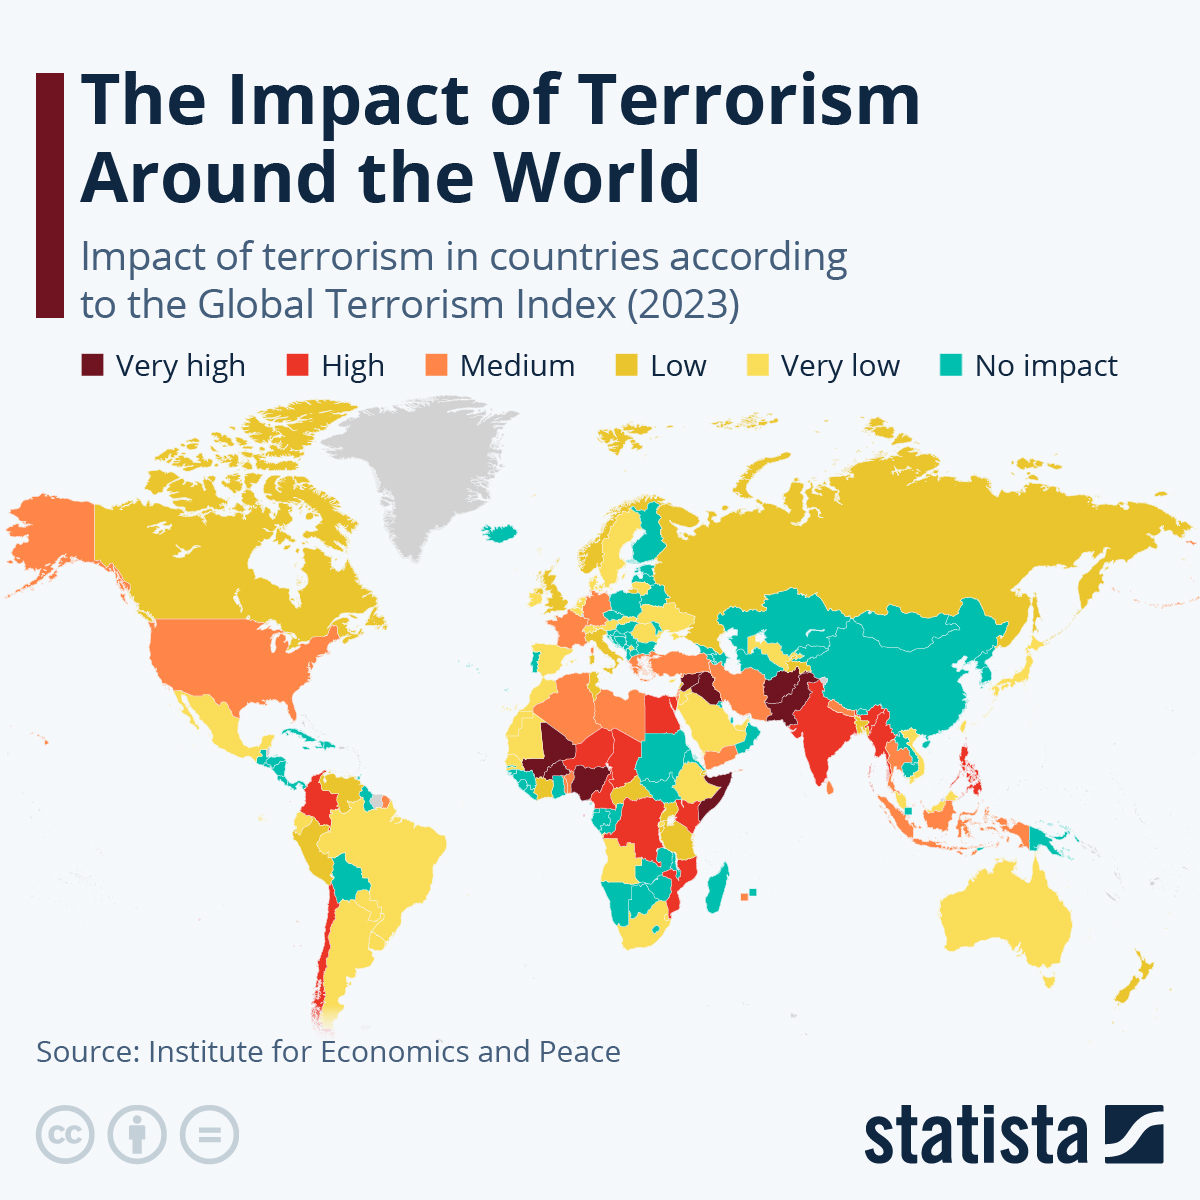 The Impact of Terrorism
Around the World
Impact of terrorism in countries according
to the Global Terrorism Index (2023)
Very high High Medium Low Very low No impact
Source: Institute for Economics and Peace
cc
statista